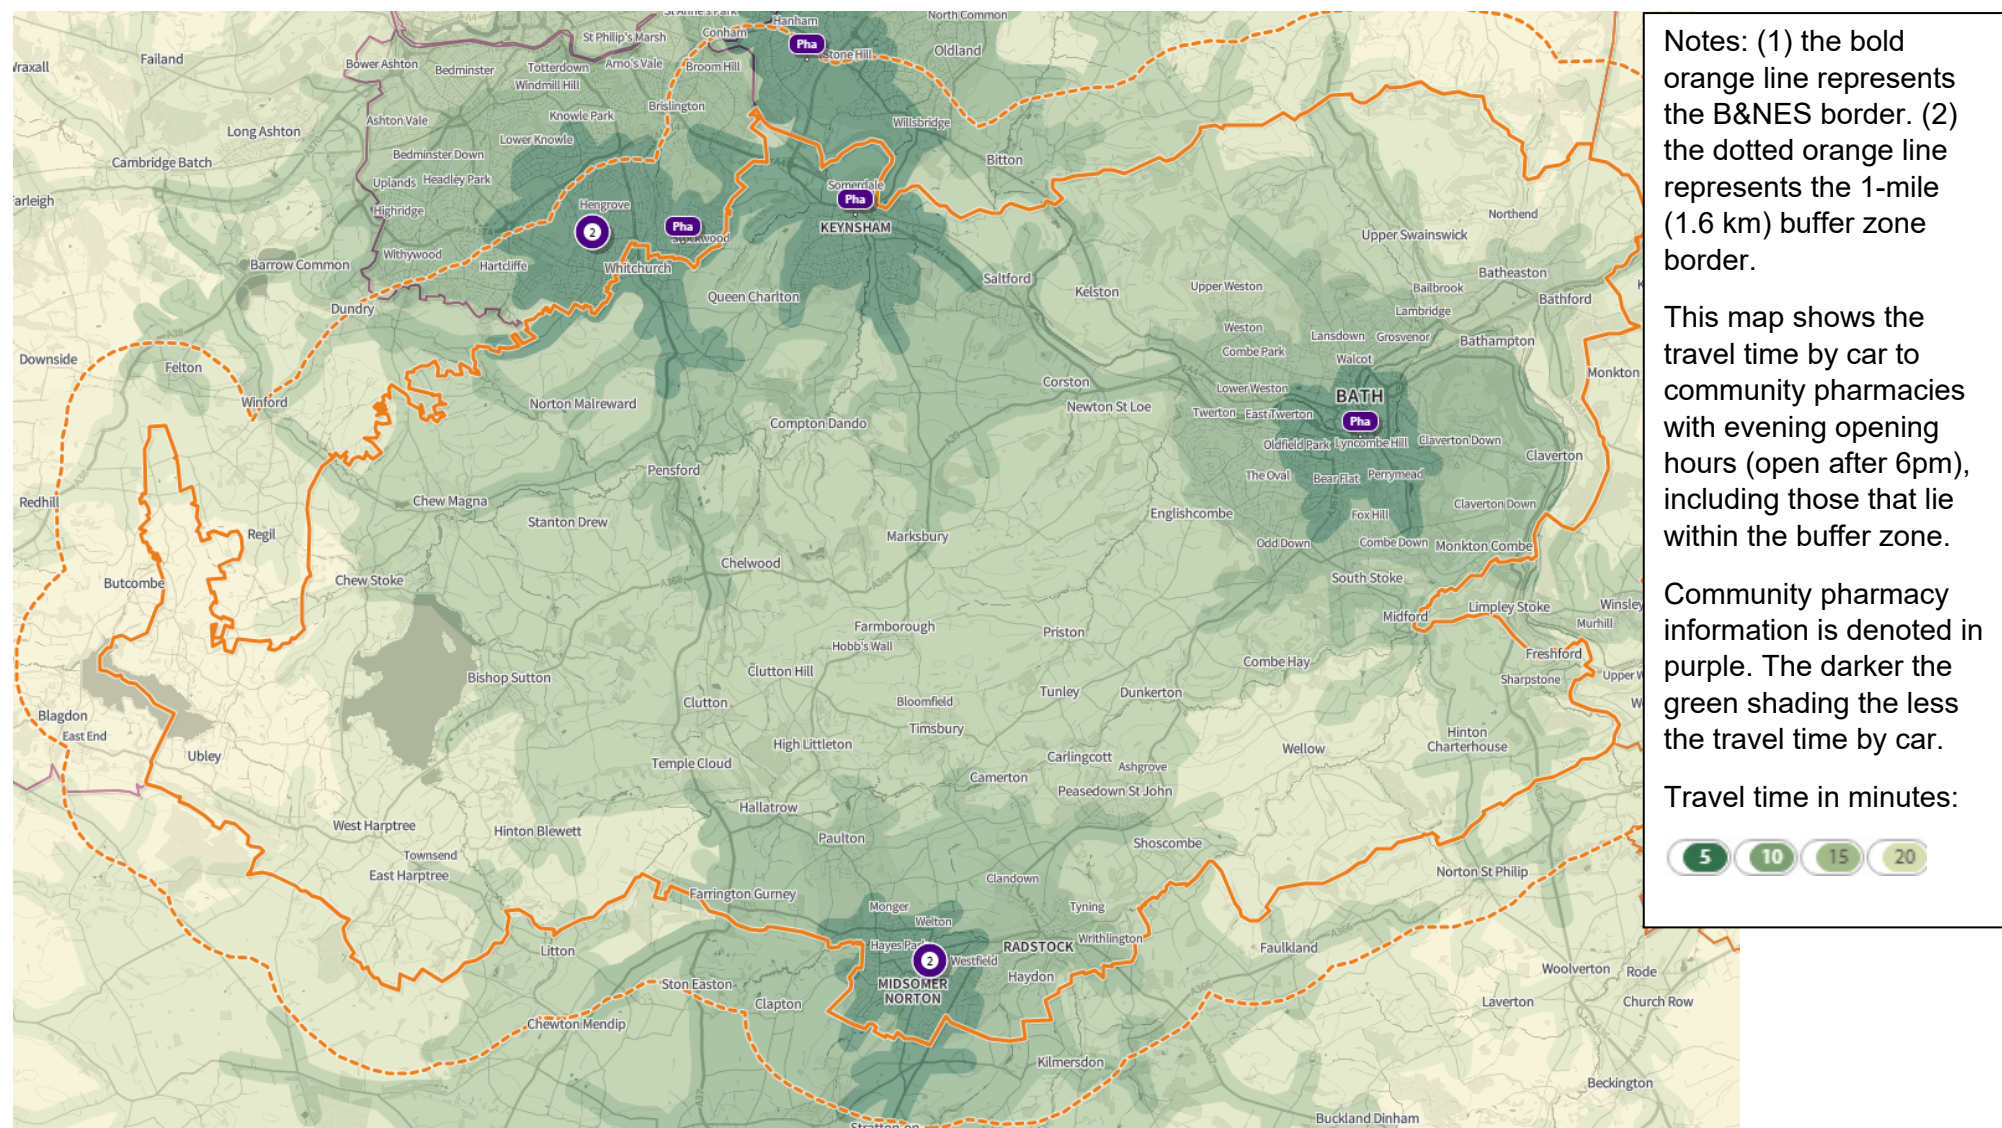 St Anne's Park
Hanham
North Common
Conham
St Philip's Marsh
Pha
Stone Hill
Oldland
Failand
Wraxall
Bower Ashton
Bedminster
Totterdown
Arno's Vale
Broom Hill
Windmill Hill
Brislington
Ashton Vale
Knowle Park
Willsbridge
Long Ashton
Lower Knowle
Cambridge Batch
Bedminster Down
Bitton
Uplands
Headley Park
Somerdale
Pha
Highridge
Hengrove
Northend
2
Pha
KEYNSHAM
Stockwood
Upper Swainswick
Withywood
Barrow Common
Hartcliffe
Whitchurch
Saltford
Batheaston
Queen Charlton
Kelston
Upper Weston
Bailbrook
Bathford
Dundry
Lambridge
A38
Weston
Lansdown
Grosvenor
Bathampton
Downside
Combe Park
Walcot
Felton
Corston
Lower Weston
Monkton
Winford
Norton Malreward
Newton St Loe
BATH
Twerton
East Twerton
Pha
Compton Dando
Oldfield Park
Lyncombe Hill
Claverton Down
Claverton
Pensford
The Oval
Bear Flat
Perrymead
Redhill
Chew Magna
Claverton Down
Stanton Drew
Englishcombe
Fox Hill
Regil
Marksbury
Odd Down
Combe Down
Monkton Combe
Chelwood
Butcombe
Chew Stoke
A368
A368
South Stoke
Midford
Limpley Stoke
Winsley
Farmborough
Priston
Murhill
Hobb's Wall
Freshford
Clutton Hill
Combe Hay
Bishop Sutton
Sharpstone
Clutton
Bloomfield
Tunley
Dunkerton
Blagdon
East End
Timsbury
Hinton
Charterhouse
High Littleton
Wellow
Ubley
Temple Cloud
Carlingcott
Ashgrove
Camerton
Peasedown St John
Hallatrow
West Harptree
Hinton Blewett
Paulton
Shoscombe
Townsend
East Harptree
Clandown
Norton St Philip
Farrington Gurney
Monger
Tyning
Welton
Hayes Park
RADSTOCK
Writhlington
Litton
2
Westfield
Faulkland
A366
Haydon
Woolverton
Rode
Ston Easton
MIDSOMER
NORTON
Clapton
Laverton
Church Row
Chewton Mendip
Kilmersdon
Beckington
Buckland Dinham
Notes: (1) the bold
orange line represents
the B&NES border. (2)
the dotted orange line
represents the 1-mile
(1.6 km) buffer zone
border.
This map shows the
travel time by car to
community pharmacies
with evening opening
hours (open after 6pm),
including those that lie
within the buffer zone.
Community pharmacy
information is denoted in
purple. The darker the
green shading the less
the travel time by car.
Travel time in minutes:
5 10 15 20